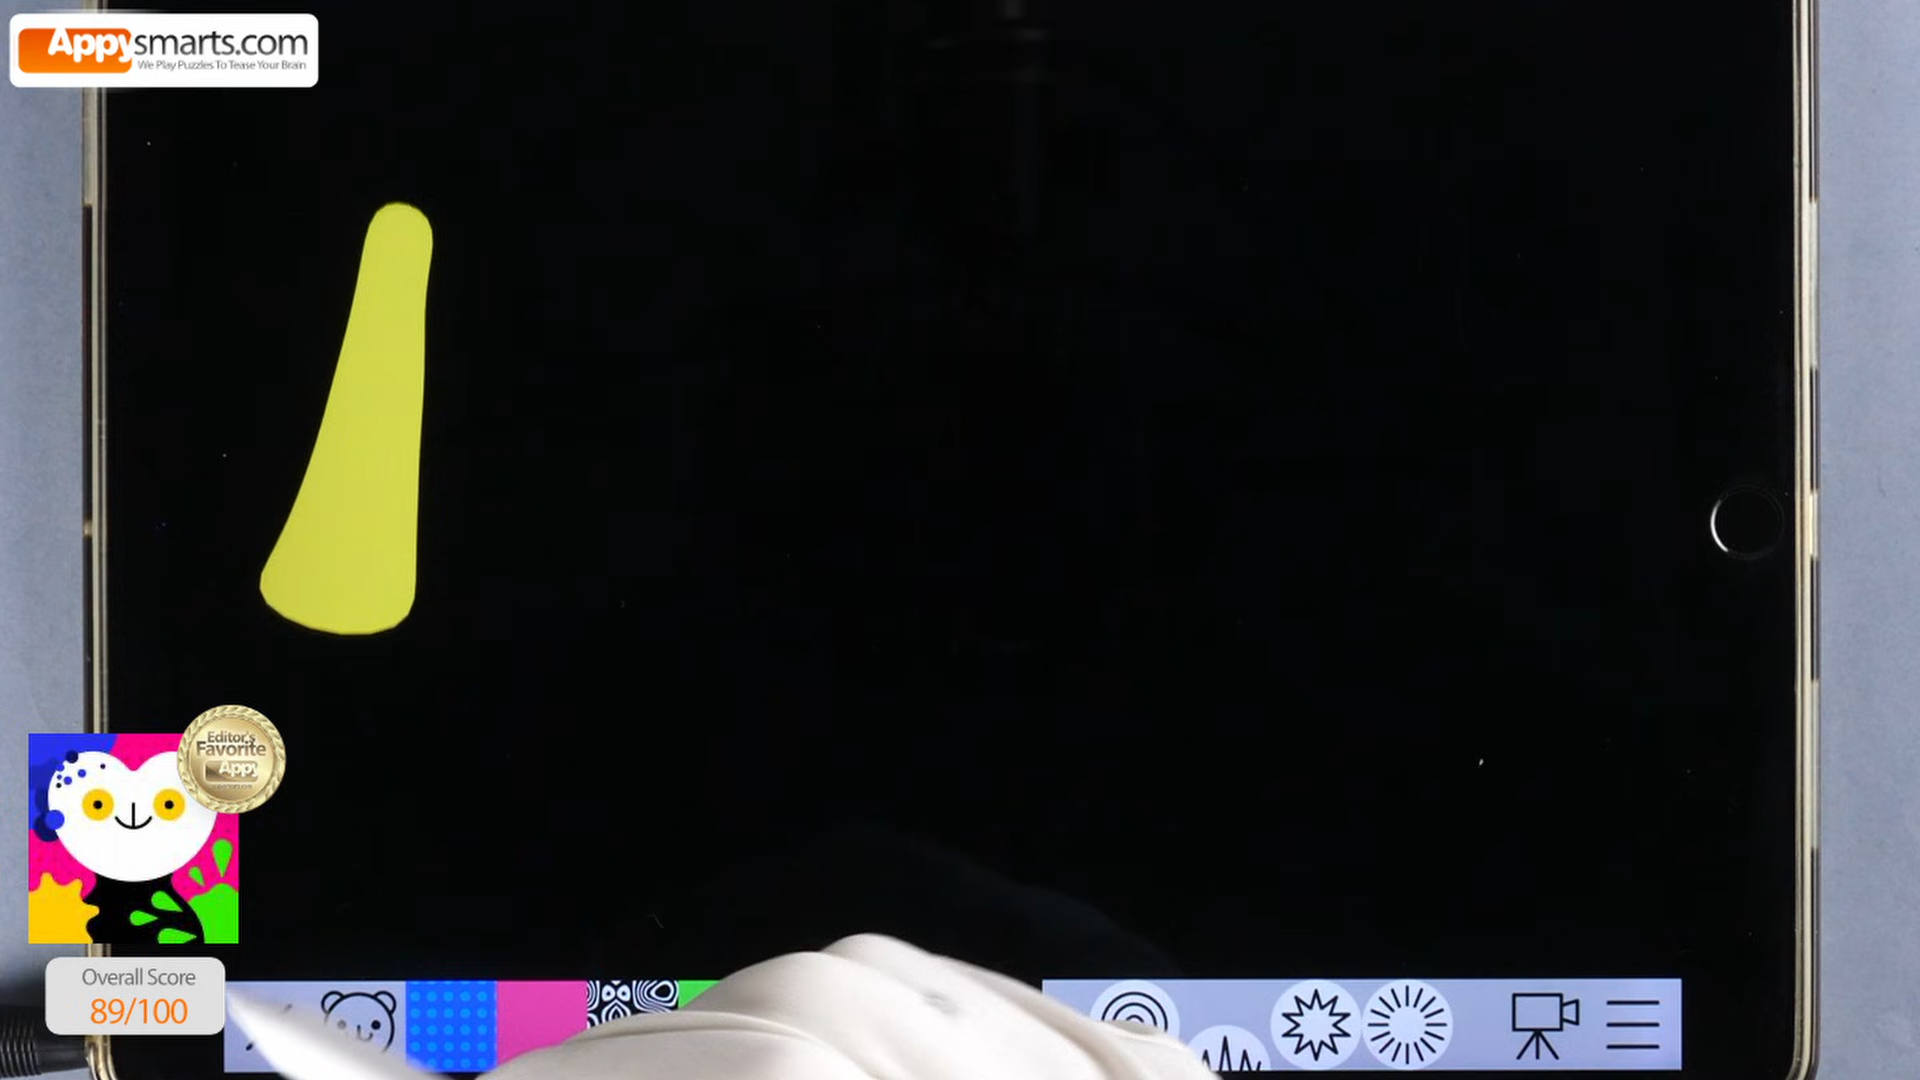 Appysmarts.com
We Play Puzzles To Tease Your Brain
Editor's
Favorite
Appy
Overall Score
89/100